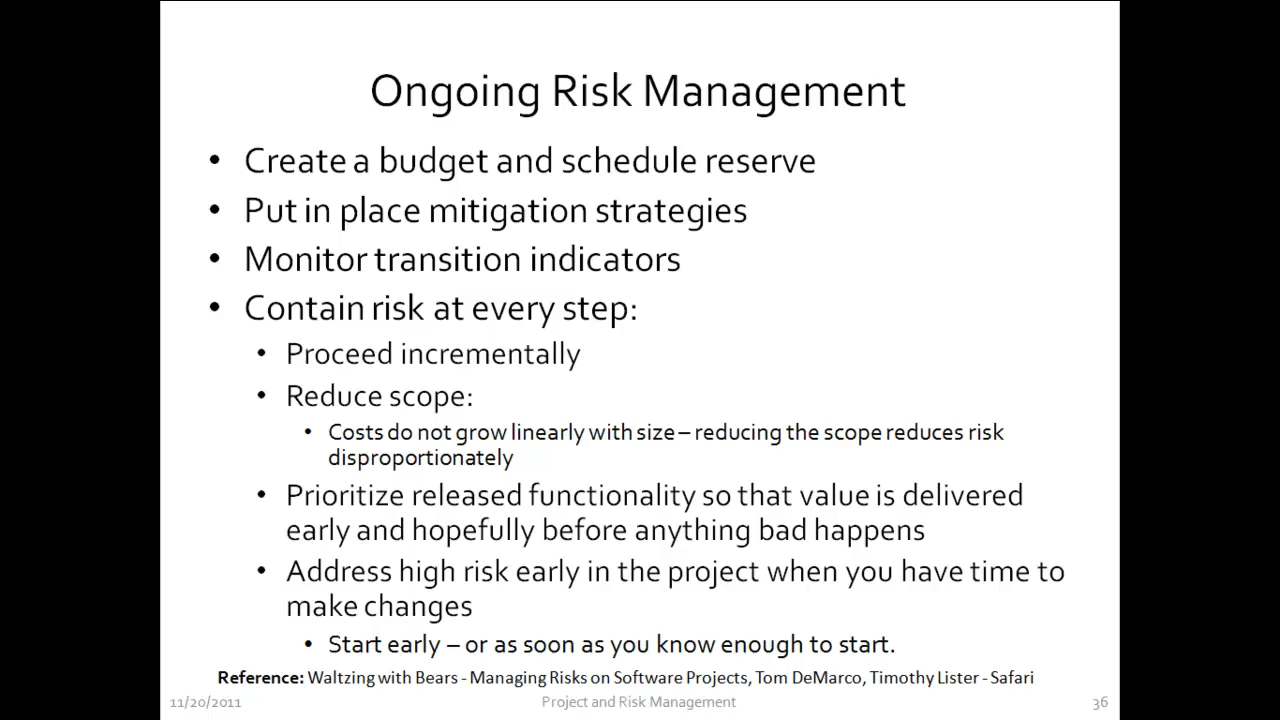 Ongoing Risk Management
• Create a budget and schedule reserve
• Put in place mitigation strategies
• Monitor transition indicators
• Contain risk at every step:
• Proceed incrementally
• Reduce scope:
• Costs do not grow linearly with size – reducing the scope reduces risk
disproportionately
• Prioritize released functionality so that value is delivered
early and hopefully before anything bad happens
• Address high risk early in the project when you have time to
make changes
• Start early – or as soon as you know enough to start.
Reference: Waltzing with Bears - Managing Risks on Software Projects, Tom DeMarco, Timothy Lister - Safari
11/20/2011 Project and Risk Management 36